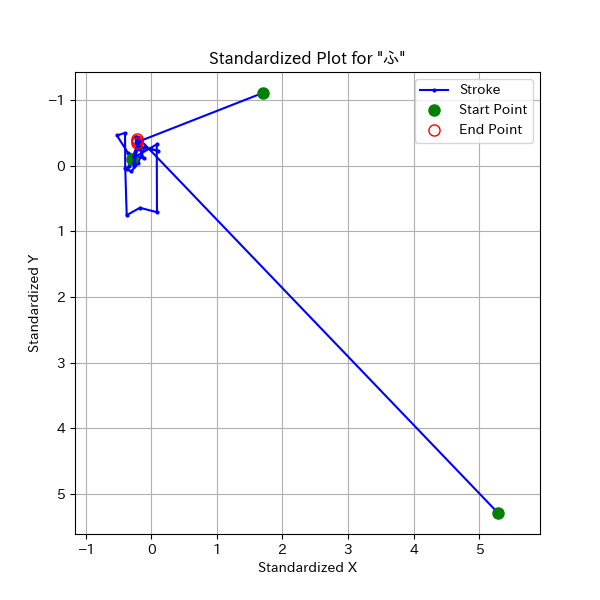 Standardized Plot for "ふ"
Stroke
Start Point
End Point
Standardized Y
−1
0
1
2
3
4
5
−1 0 1 2 3 4 5
Standardized X